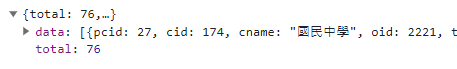 ▼ {total: 76,…}
▶ data: [{pcid: 27, cid: 174, cname: "國民中學", oid: 2221, t
total: 76